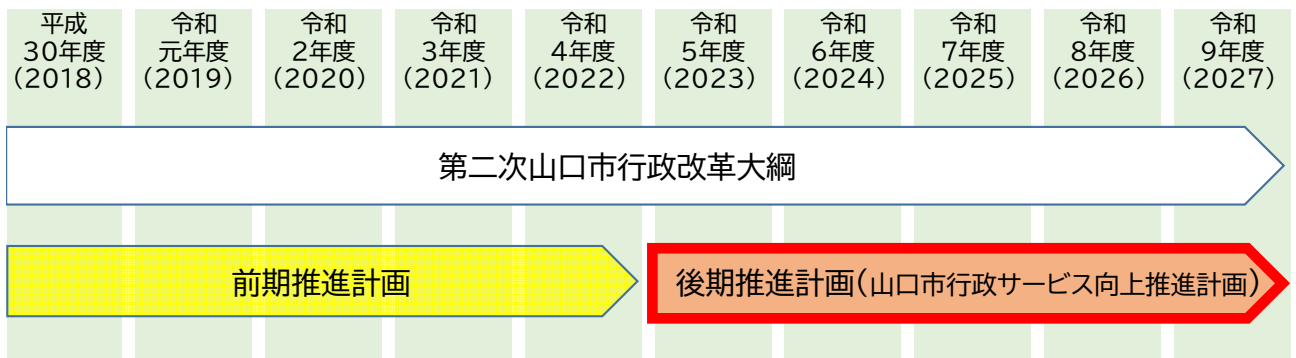 平成
30年度
(2018)
令和
元年度
(2019)
令和
2年度
(2020)
令和
3年度
(2021)
令和
4年度
(2022)
令和
5年度
(2023)
令和
6年度
(2024)
令和
7年度
(2025)
令和
8年度
(2026)
令和
9年度
(2027)
第二次山口市行政改革大綱
前期推進計画
後期推進計画(山口市行政サービス向上推進計画)